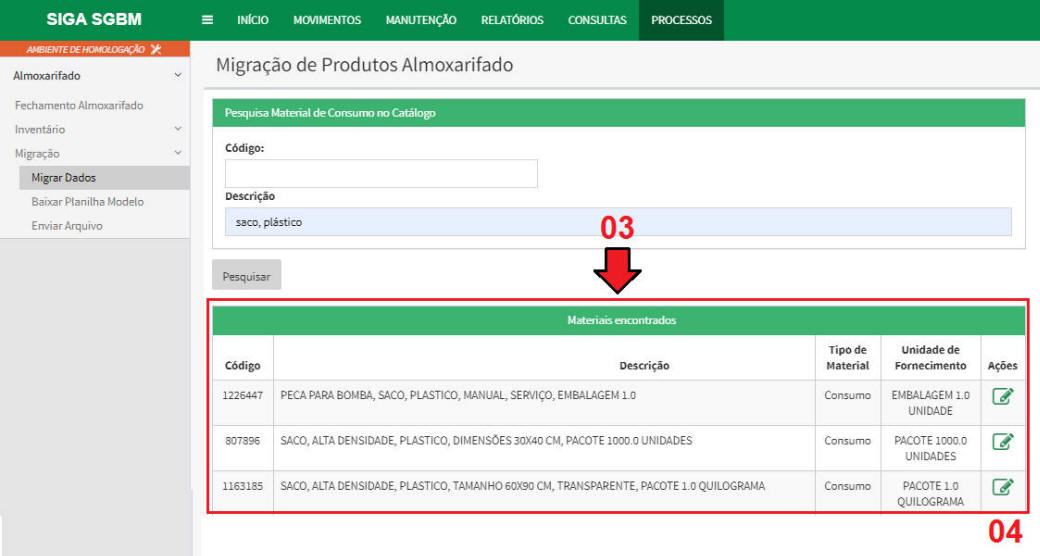 SIGA SGBM
INÍCIO MOVIMENTOS MANUTENÇÃO RELATÓRIOS CONSULTAS PROCESSOS
AMBIENTE DE HOMOLOGAÇÃO
Almoxarifado
Fechamento Almoxarifado
Inventário
Migração
Migrar Dados
Baixar Planilha Modelo
Enviar Arquivo
Migração de Produtos Almoxarifado
Pesquisa Material de Consumo no Catálogo
Código:
Descrição
saco, plástico
03
Pesquisar
Materiais encontrados
Código Descrição Tipo de Material Unidade de Fornecimento Ações
1226447 PECA PARA BOMBA, SACO, PLASTICO, MANUAL, SERVIÇO, EMBALAGEM 1.0 Consumo EMBALAGEM 1.0 UNIDADE
807896 SACO, ALTA DENSIDADE, PLASTICO, DIMENSÕES 30X40 CM, PACOTE 1000.0 UNIDADES Consumo PACOTE 1000.0 UNIDADES
1163185 SACO, ALTA DENSIDADE, PLASTICO, TAMANHO 60X90 CM, TRANSPARENTE, PACOTE 1.0 QUILOGRAMA Consumo PACOTE 1.0 QUILOGRAMA
04